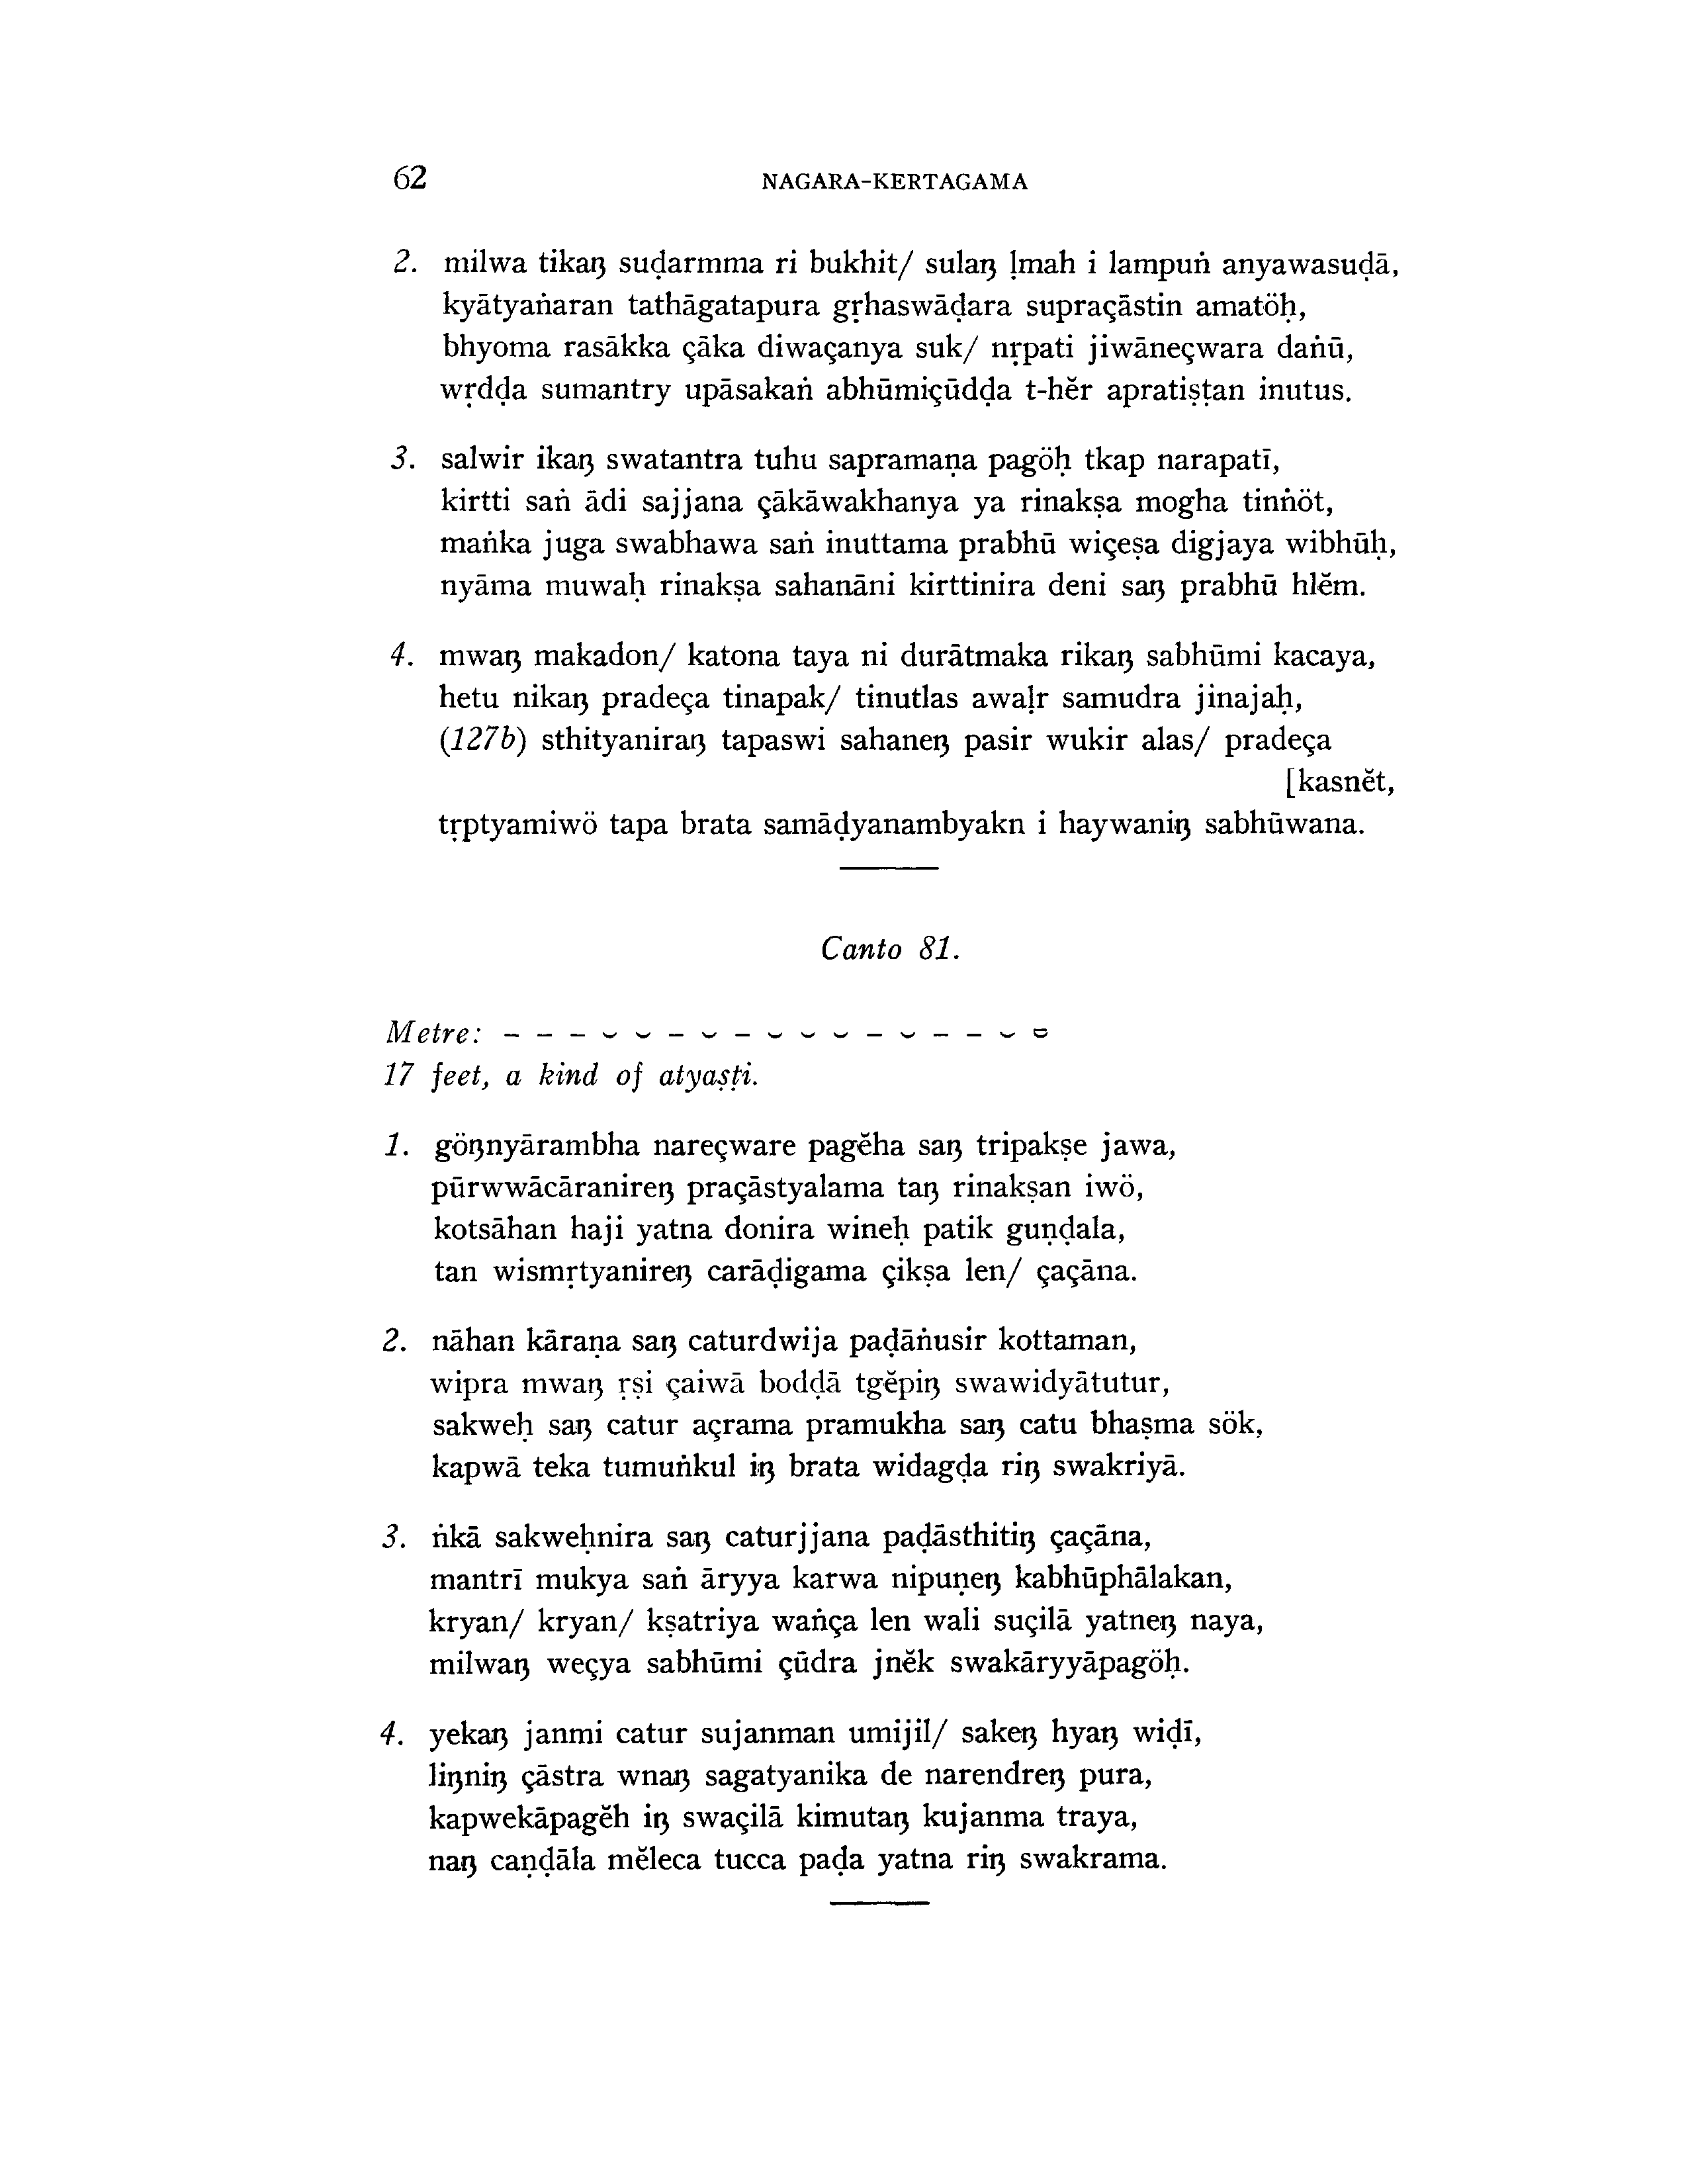 62 NAGARA-KERTAGAMA
2. milwa tikaŋ suḍarmma ri bukhit/ sulaŋ ḷmah i lampuṅ anyawasuḍā,
kyātyaṅaran tathāgatapura gṛhaswāḍara supraçāstin amatöḥ,
bhyoma rasākka çāka diwaçanya suk/ nṛpati jiwāneçwara daṅū,
wṛdḍa sumantry upāsakaṅ abhūmiçūdḍa t-hĕr apratiṣṭan inutus.
3. salwir ikaŋ swatantra tuhu sapramaṇa pagöḥ tkap narapatī,
kirtti saṅ ādi sajjana çākāwakhanya ya rinakṣa mogha tinṅöt,
maṅka juga swabhawa saṅ inuttama prabhū wiçeṣa digjaya wibhūḥ,
nyāma muwaḥ rinakṣa sahanāni kirttinira deni saŋ prabhū hlĕm.
4. mwaŋ makadon/ katona taya ni durātmaka rikaŋ sabhūmi kacaya,
hetu nikaŋ pradeça tinapak/ tinutlas awaḷr samudra jinajaḥ,
(127b) sthityaniraŋ tapaswi sahaneŋ pasir wukir alas/ pradeça
[kasnĕt,
tṛptyamiwö tapa brata samāḍyanambyakn i haywaniŋ sabhūwana.
Canto 81.
Metre: – – – ⏑ ⏑ – ⏑ – ⏑ ⏑ ⏑ – ⏑ – – ⏑ ⏓
17 feet, a kind of atyaṣṭi.
1. göŋnyārambha nareçware pagĕha saŋ tripakṣe jawa,
pūrwwācāranireŋ praçāstyalama taŋ rinakṣan iwö,
kotsāhan haji yatna donira wineḥ patik guṇḍala,
tan wismṛtyanireŋ carāḍigama çikṣa len/ çaçāna.
2. nāhan kāraṇa saŋ caturdwija paḍāṅusir kottaman,
wipra mwaŋ ṛṣi çaiwā bodḍā tgĕpiŋ swawidyātutur,
sakweḥ saŋ catur açrama pramukha saŋ catu bhaṣma sök,
kapwā teka tumuṅkul iŋ brata widagḍa riŋ swakriyā.
3. ṅkā sakweḥnira saŋ caturjjana paḍāsthitiŋ çaçāna,
mantrī mukya saṅ āryya karwa nipuṇeŋ kabhūphālakan,
kryan/ kryan/ kṣatriya waṅça len wali suçilā yatneŋ naya,
milwaŋ weçya sabhūmi çūdra jnĕk swakāryyāpagöḥ.
4. yekaŋ janmi catur sujanman umijil/ sakeŋ hyaŋ widī,
liŋniŋ çāstra wnaŋ sagatyanika de narendreŋ pura,
kapwekāpagĕh iŋ swaçilā kimutaŋ kujanma traya,
naŋ caṇḍāla mĕleca tucca paḍa yatna riŋ swakrama.